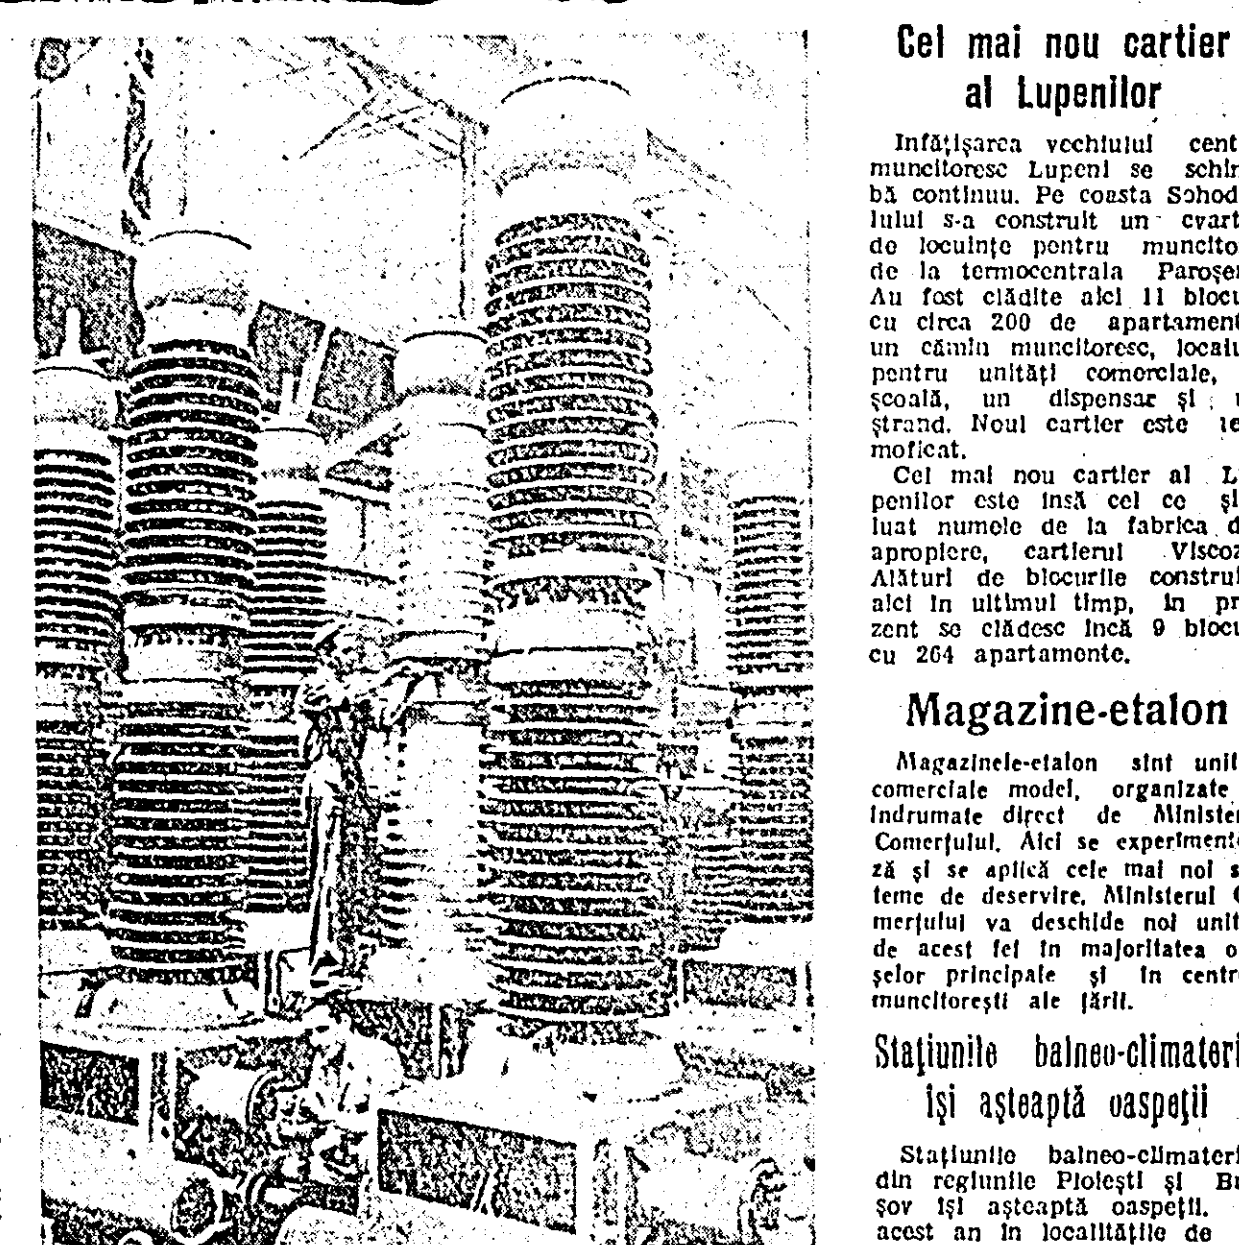 Cel mai nou cartier
al Lupenilor
Infățișarea vechiului cent
muncitoresc Lupeni se schim
bă continuu. Pe coasta Sohod
lului s-a construit un cvart
de locuințe pentru muncito
de la termocentrala Paroșen
Au fost clădite aici 11 blocu
cu circa 200 de apartament
un cămin muncitoresc, localu
pentru unități comerciale,
școală, un dispensar și u
ștrand. Noul cartier este te
moficat.
Cel mai nou cartier al L
penilor este însă cel ce și
luat numele de la fabrica d
apropiere, cartierul Viscoz
Alături de blocurile construi
aici în ultimul timp, în pr
zent se clădesc încă 9 blocu
cu 264 apartamente.
Magazine-etalon
Magazinele-etalon sînt unit
comerciale model, organizate
îndrumate direct de Minister
Comerțului. Aici se experimente
ză și se aplică cele mai noi s
teme de deservire. Ministerul C
merțului va deschide noi unit
de acest fel în majoritatea o
șelor principale și în centre
muncitorești ale țării.
Stațiunile balneo-climateri
își așteaptă oaspeții
Stațiunile balneo-climateri
din regiunile Ploiești și Br
șov își așteaptă oaspeții.
acest an în localitățile de